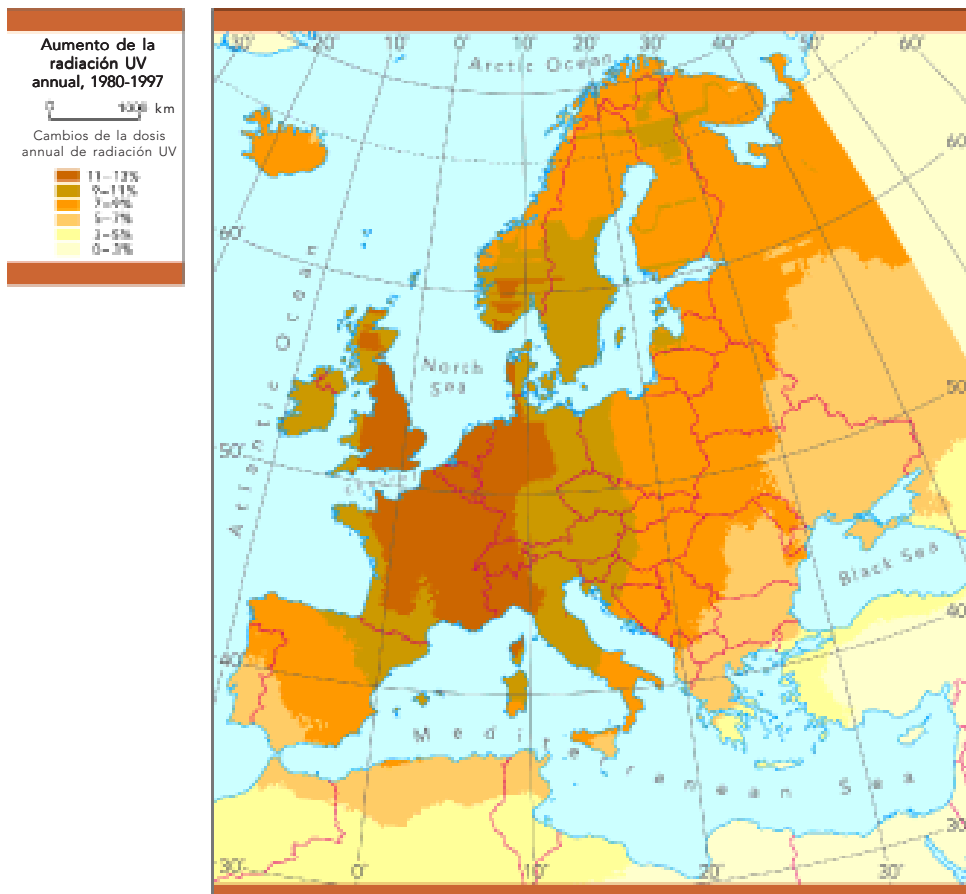 Aumento de la
radiación UV
annual, 1980-1997
0 1000 km
Cambios de la dosis
annual de radiación UV
11-13%
9-11%
7-9%
5-7%
0-3%
30° 20° 10° 0° 10° 20° 30° 40° 50° 60°
Arctic Ocean
60°
60°
Atlantic Ocean
North
Sea
50°
50°
Channel
Black Sea
40°
40°
Mediterranean Sea
30°
30° 0° 10° 20° 30°